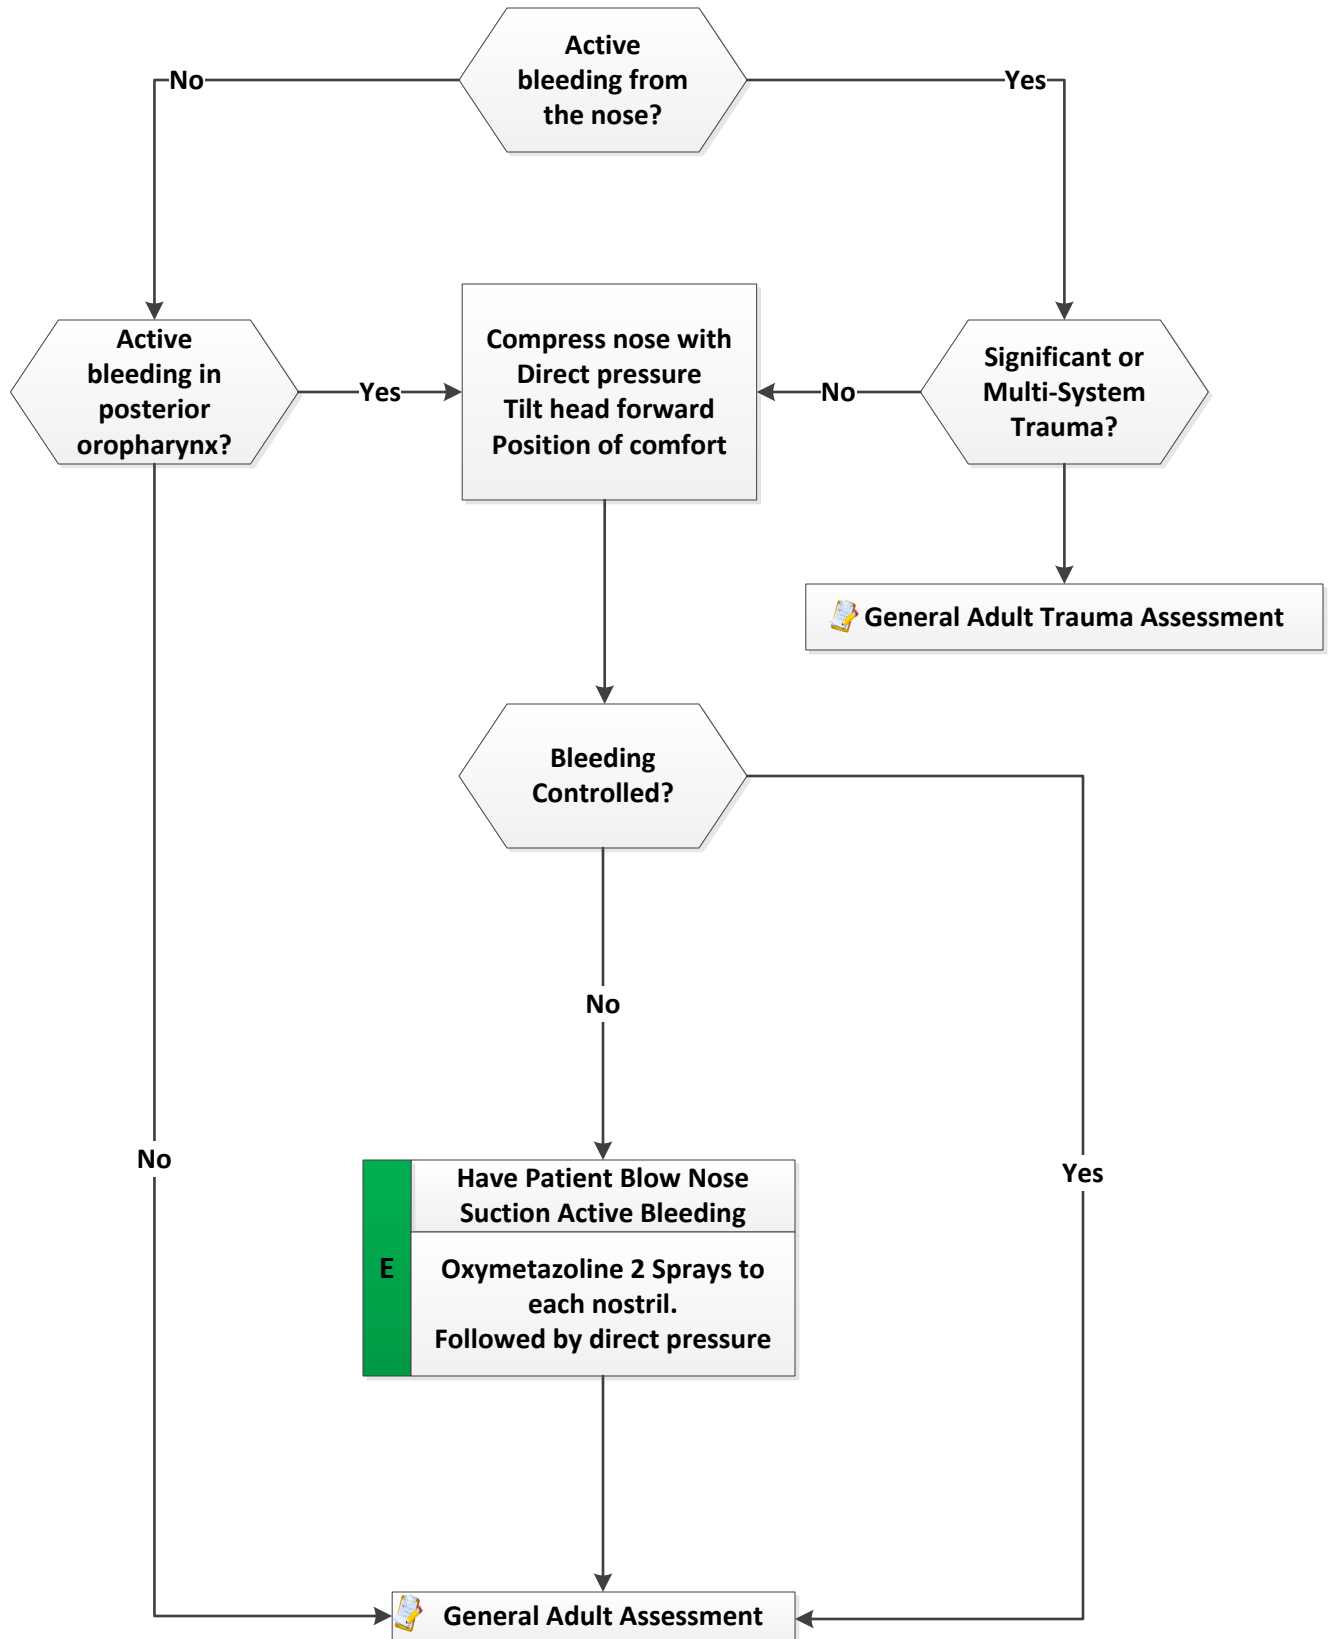 Active
bleeding from
the nose?
No
Yes
Active
bleeding in
posterior
oropharynx?
Yes
Compress nose with
Direct pressure
Tilt head forward
Position of comfort
No
Significant or
Multi-System
Trauma?
General Adult Trauma Assessment
Bleeding
Controlled?
No
No
Yes
Have Patient Blow Nose
Suction Active Bleeding
E
Oxymetazoline 2 Sprays to
each nostril.
Followed by direct pressure
General Adult Assessment